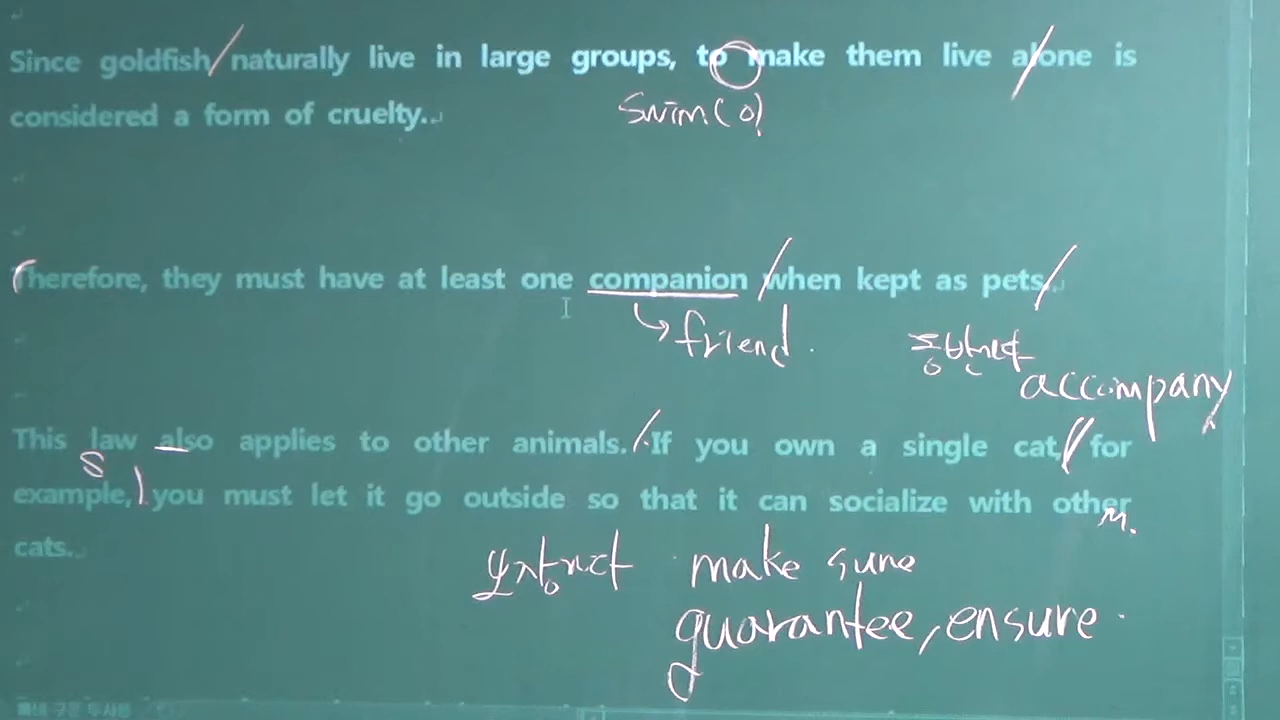 Since goldfish naturally live in large groups, to make them live alone is
swim(o)
considered a form of cruelty..
Therefore, they must have at least one companion when kept as pets.
friend.
동반하다
accompany
This law also applies to other animals. If you own a single cat, for
S
example, you must let it go outside so that it can socialize with other
cats..
보장하다 make sure
guarantee, ensure